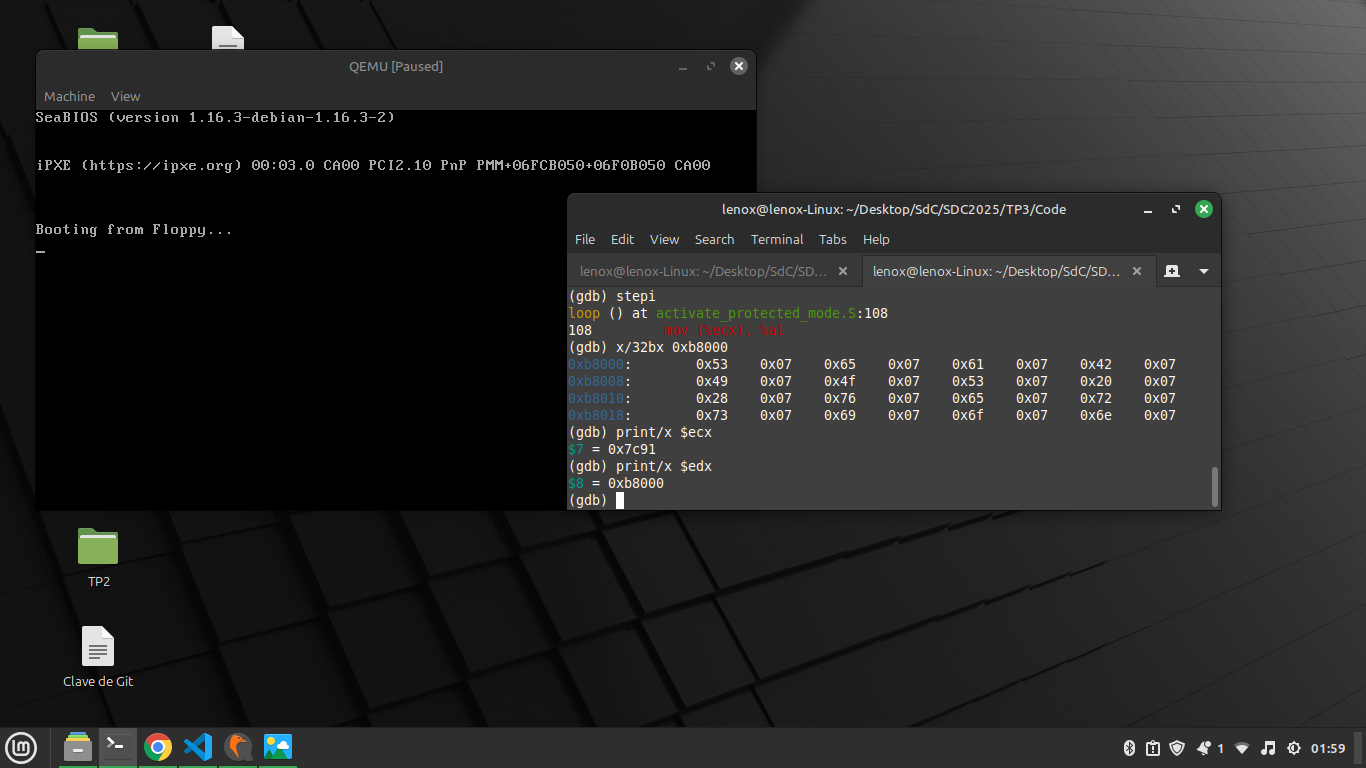 QEMU [Paused]
Machine View
SeaBIOS (version 1.16.3-debian-1.16.3-2)
iPXE (https://ipxe.org) 00:03.0 CA00 PCI2.10 PnP PMM+06FCB050+06F0B050 CA00
Booting from Floppy...
lenox@lenox-Linux: ~/Desktop/SdC/SDC2025/TP3/Code
File Edit View Search Terminal Tabs Help
lenox@lenox-Linux: ~/Desktop/SdC/SD... lenox@lenox-Linux: ~/Desktop/SdC/SD...
(gdb) stepi
loop () at activate_protected_mode.S:108
108 mov (%ecx), %al
(gdb) x/32bx 0xb8000
0xb8000: 0x53 0x07 0x65 0x07 0x61 0x07 0x42 0x07
0xb8008: 0x49 0x07 0x4f 0x07 0x53 0x07 0x20 0x07
0xb8010: 0x28 0x07 0x76 0x07 0x65 0x07 0x72 0x07
0xb8018: 0x73 0x07 0x69 0x07 0x6f 0x07 0x6e 0x07
(gdb) print/x $ecx
$7 = 0x7c91
(gdb) print/x $edx
$8 = 0xb8000
(gdb)
TP2
Clave de Git
1 01:59